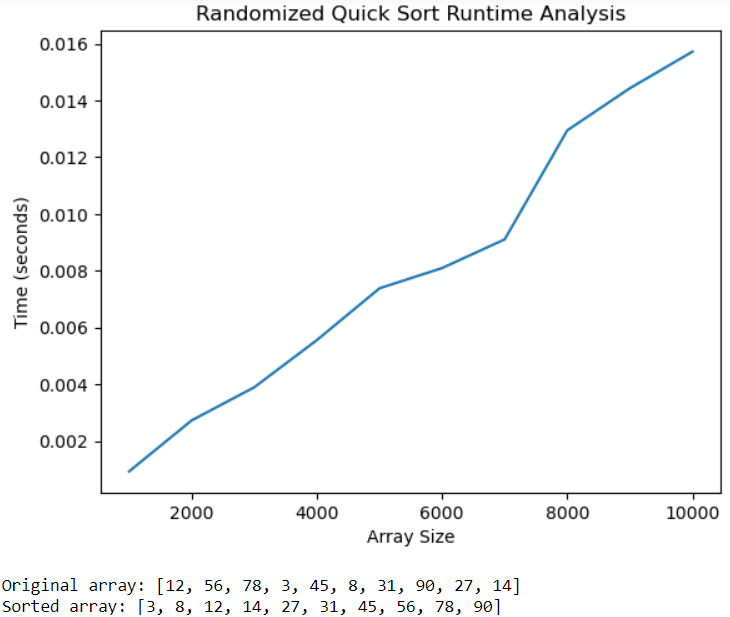 Randomized Quick Sort Runtime Analysis
0.016
0.014
0.012
0.010
0.008
0.006
0.004
0.002
Time (seconds)
2000 4000 6000 8000 10000
Array Size
Original array: [12, 56, 78, 3, 45, 8, 31, 90, 27, 14]
Sorted array: [3, 8, 12, 14, 27, 31, 45, 56, 78, 90]